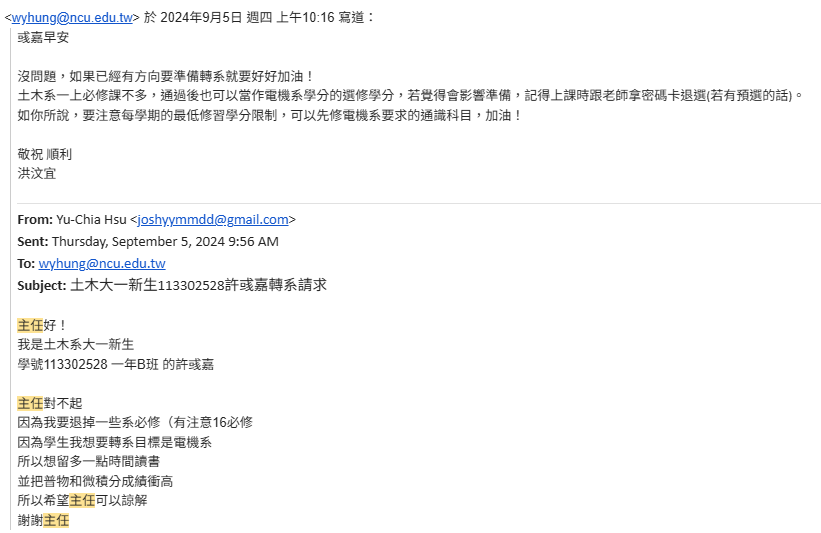 <wyhung@ncu.edu.tw> 於 2024年9月5日 週四 上午10:16 寫道：
彧嘉早安
沒問題，如果已經有方向要準備轉系就要好好加油！
土木系一上必修課不多，通過後也可以當作電機系學分的選修學分，若覺得會影響準備，記得上課時跟老師拿密碼卡退選(若有預選的話)。
如你所說，要注意每學期的最低修習學分限制，可以先修電機系要求的通識科目，加油！
敬祝 順利
洪汶宜
From: Yu-Chia Hsu <joshyymmdd@gmail.com>
Sent: Thursday, September 5, 2024 9:56 AM
To: wyhung@ncu.edu.tw
Subject: 土木大一新生113302528許彧嘉轉系請求
主任好！
我是土木系大一新生
學號113302528 一年B班 的許彧嘉
主任對不起
因為我要退掉一些系必修（有注意16必修
因為學生我想要轉系目標是電機系
所以想留多一點時間讀書
並把普物和微積分成績衝高
所以希望主任可以諒解
謝謝主任